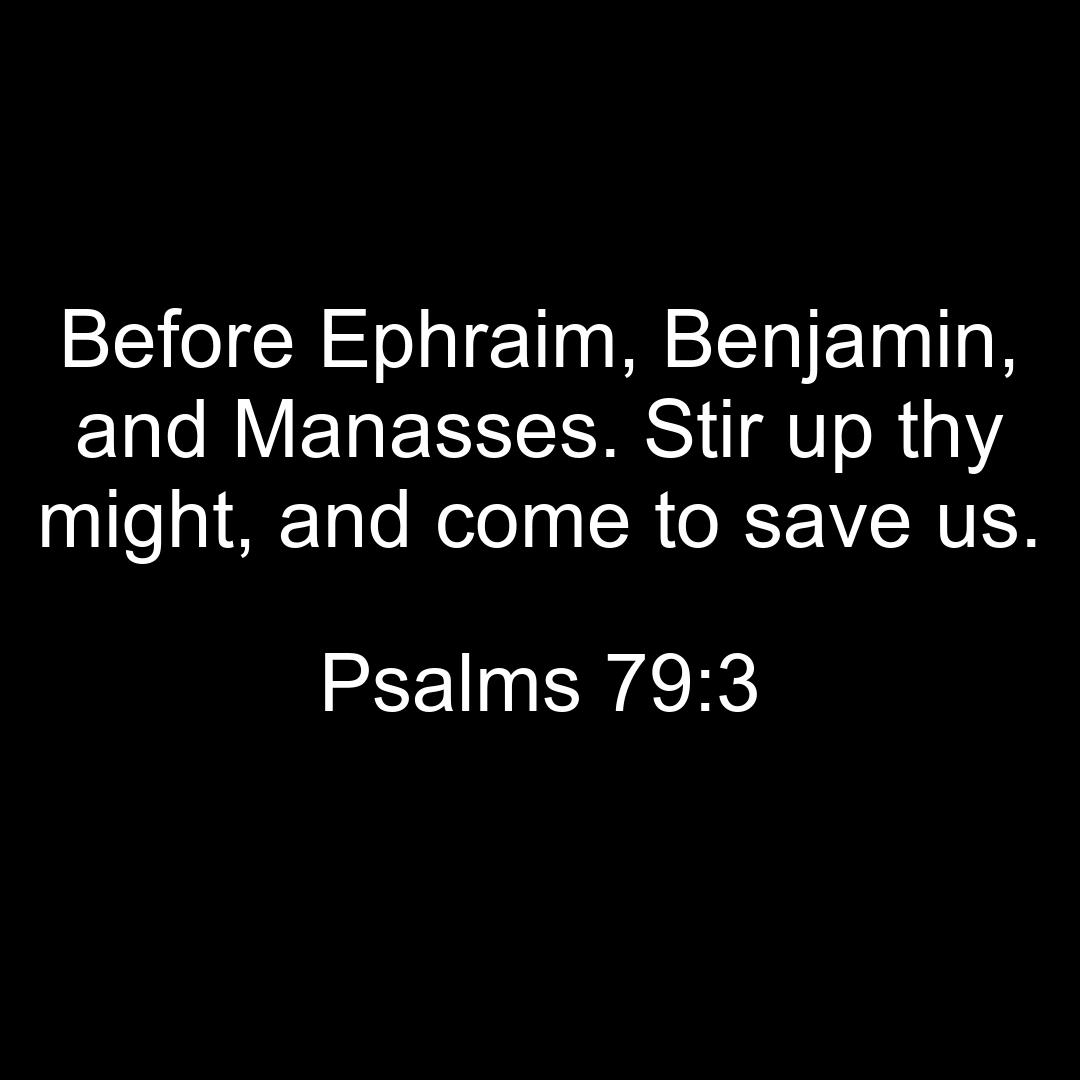 Before Ephraim, Benjamin,
and Manasses. Stir up thy
might, and come to save us.
Psalms 79:3